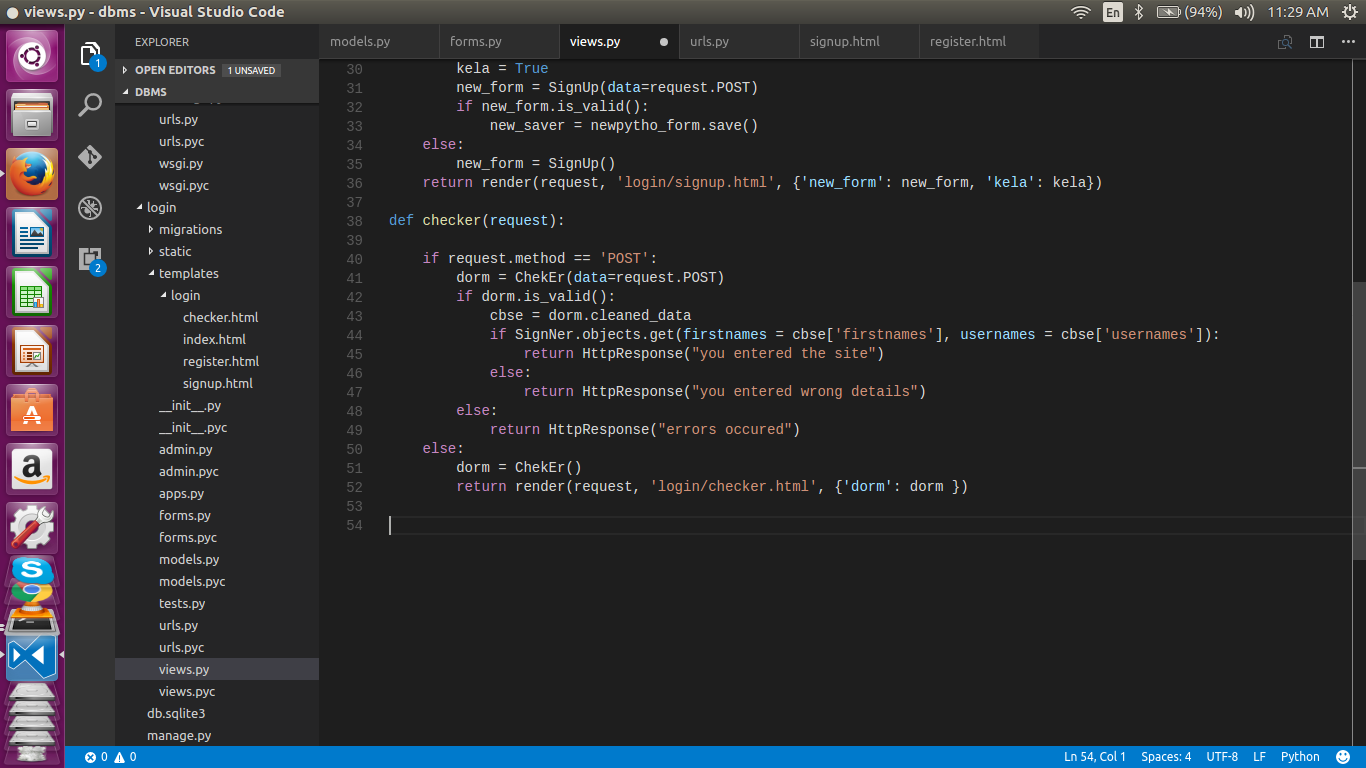 views.py - dbms - Visual Studio Code
En
(94%)
11:29 AM
EXPLORER
OPEN EDITORS 1 UNSAVED
DBMS
urls.py
urls.pyc
wsgi.py
wsgi.pyc
login
migrations
static
templates
login
checker.html
index.html
register.html
signup.html
__init__.py
__init__.pyc
admin.py
admin.pyc
apps.py
forms.py
forms.pyc
models.py
models.pyc
tests.py
urls.py
urls.pyc
views.py
views.pyc
db.sqlite3
manage.py
1
2
models.py
forms.py
views.py
urls.py
signup.html
register.html
30         kela = True
31         new_form = SignUp(data=request.POST)
32         if new_form.is_valid():
33             new_saver = newpytho_form.save()
34     else:
35         new_form = SignUp()
36     return render(request, 'login/signup.html', {'new_form': new_form, 'kela': kela})
37
38 def checker(request):
39
40     if request.method == 'POST':
41         dorm = ChekEr(data=request.POST)
42         if dorm.is_valid():
43             cbse = dorm.cleaned_data
44             if SignNer.objects.get(firstnames = cbse['firstnames'], usernames = cbse['usernames']):
45                 return HttpResponse("you entered the site")
46             else:
47                 return HttpResponse("you entered wrong details")
48         else:
49             return HttpResponse("errors occured")
50     else:
51         dorm = ChekEr()
52         return render(request, 'login/checker.html', {'dorm': dorm })
53
54
0
0
Ln 54, Col 1
Spaces: 4
UTF-8
LF
Python